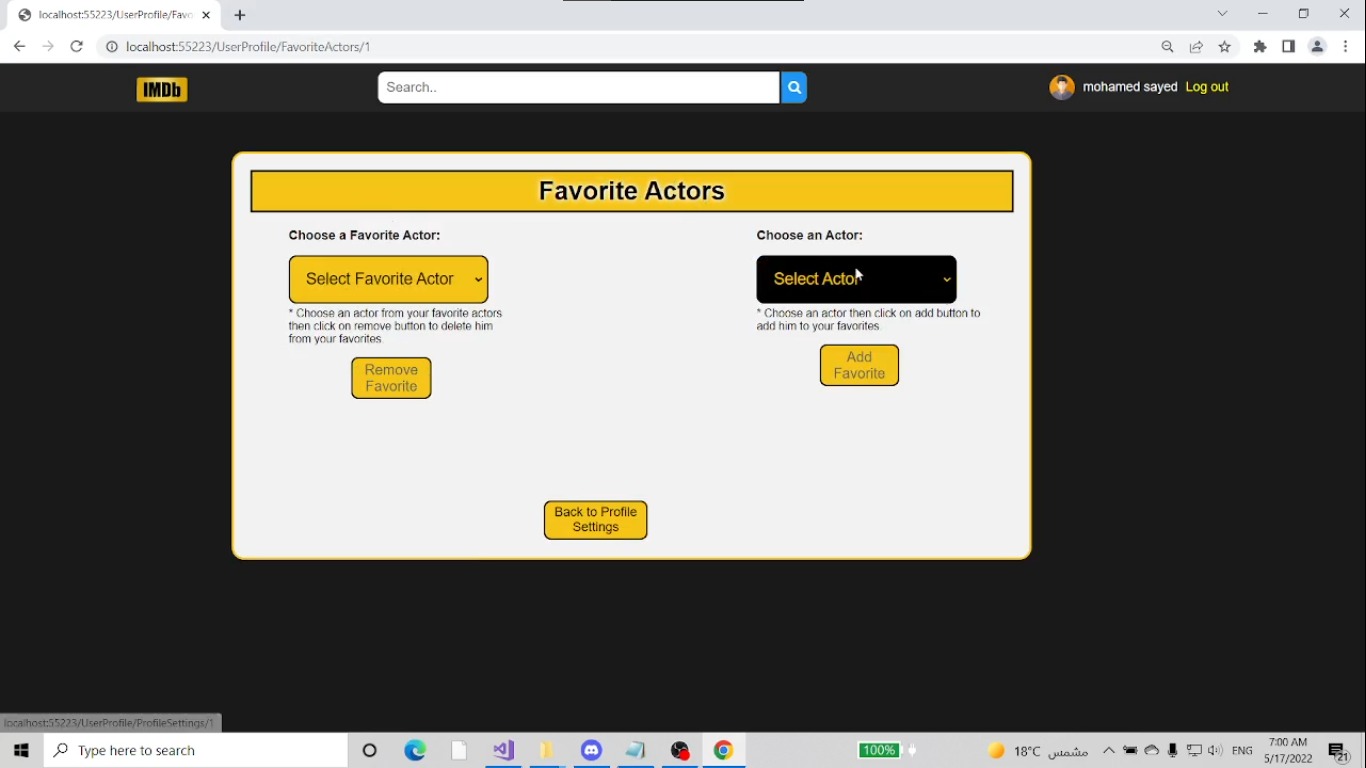 localhost:55223/UserProfile/Favo
localhost:55223/UserProfile/FavoriteActors/1
IMDb
Search..
mohamed sayed Log out
Favorite Actors
Choose a Favorite Actor:
Select Favorite Actor
* Choose an actor from your favorite actors
then click on remove button to delete him
from your favorites.
Remove
Favorite
Choose an Actor:
Select Actor
* Choose an actor then click on add button to
add him to your favorites.
Add
Favorite
Back to Profile
Settings
localhost:55223/UserProfile/ProfileSettings/1
Type here to search
100%
18°C مشمس
ENG
7:00 AM
5/17/2022
21